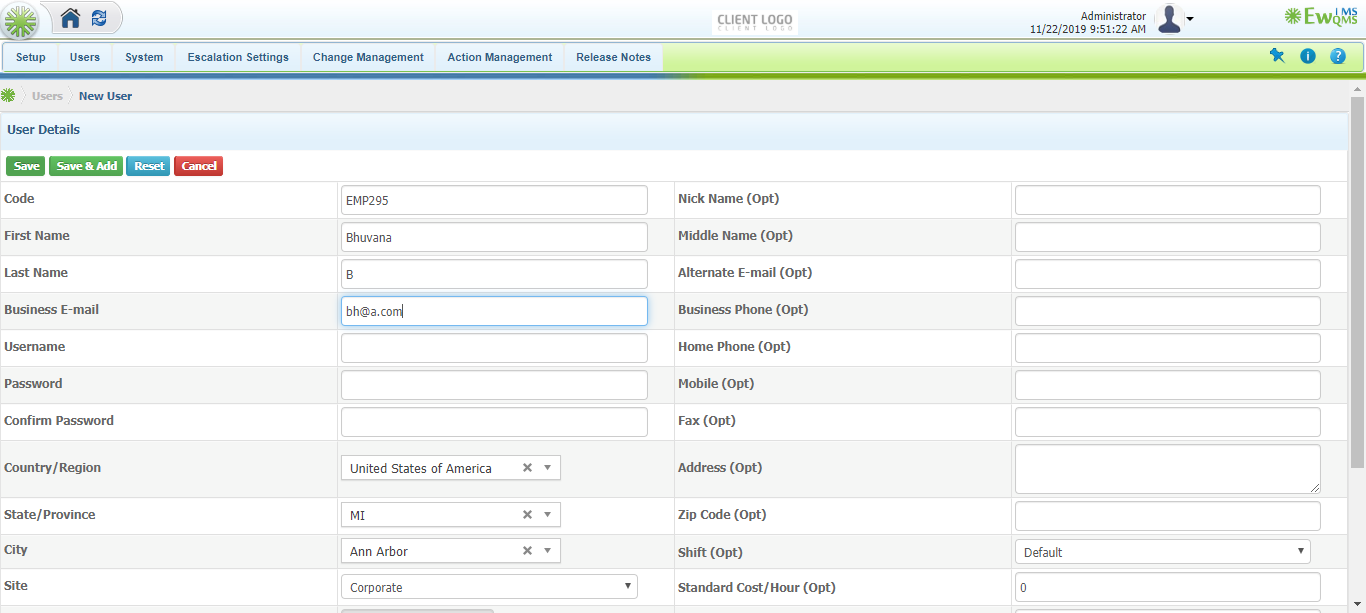 CLIENT LOGO
CLIENT LOGO
Administrator
11/22/2019 9:51:22 AM
EwQMS
iMS
Setup Users System Escalation Settings Change Management Action Management Release Notes
Users New User
User Details
Save Save & Add Reset Cancel
Code EMP295 Nick Name (Opt)
First Name Bhuvana Middle Name (Opt)
Last Name B Alternate E-mail (Opt)
Business E-mail bh@a.com Business Phone (Opt)
Username Home Phone (Opt)
Password Mobile (Opt)
Confirm Password Fax (Opt)
Country/Region United States of America Address (Opt)
State/Province MI Zip Code (Opt)
City Ann Arbor Shift (Opt) Default
Site Corporate Standard Cost/Hour (Opt) 0